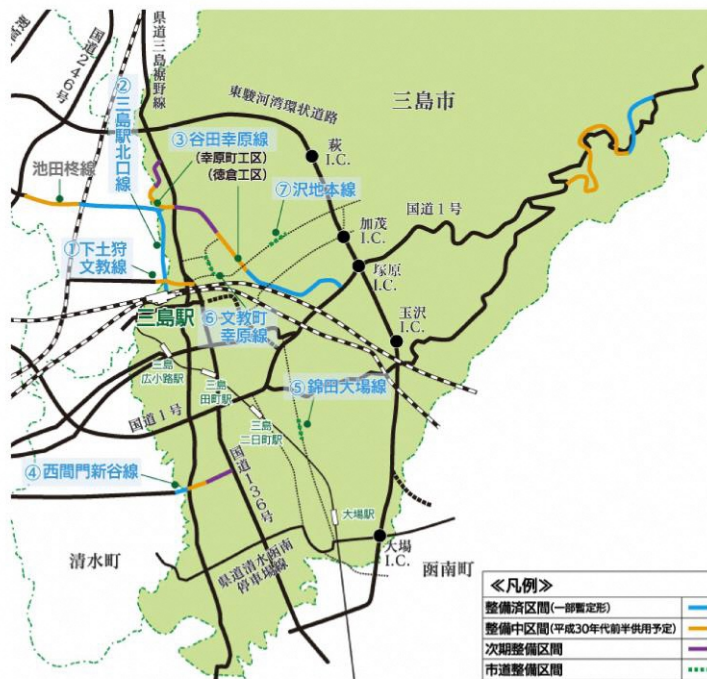 高速
国道246号
県道三島裾野線
東駿河湾環状道路
三島市
②三島駅北口線
③谷田幸原線
(幸原町工区)
(徳倉工区)
萩
I.C.
池田柊線
⑦沢地本線
国道1号
加茂
I.C.
①下土狩
文教線
塚原
I.C.
三島駅
⑥文教町
幸原線
玉沢
I.C.
三島
広小路駅
三島
田町駅
⑤錦田大場線
国道1号
三島
二日町駅
④西間門新谷線
国道136号
大場駅
大場
I.C.
清水町
県道清水函南
停車場線
函南町
≪凡例≫
整備済区間(一部暫定形)
整備中区間(平成30年代前半供用予定)
次期整備区間
市道整備区間